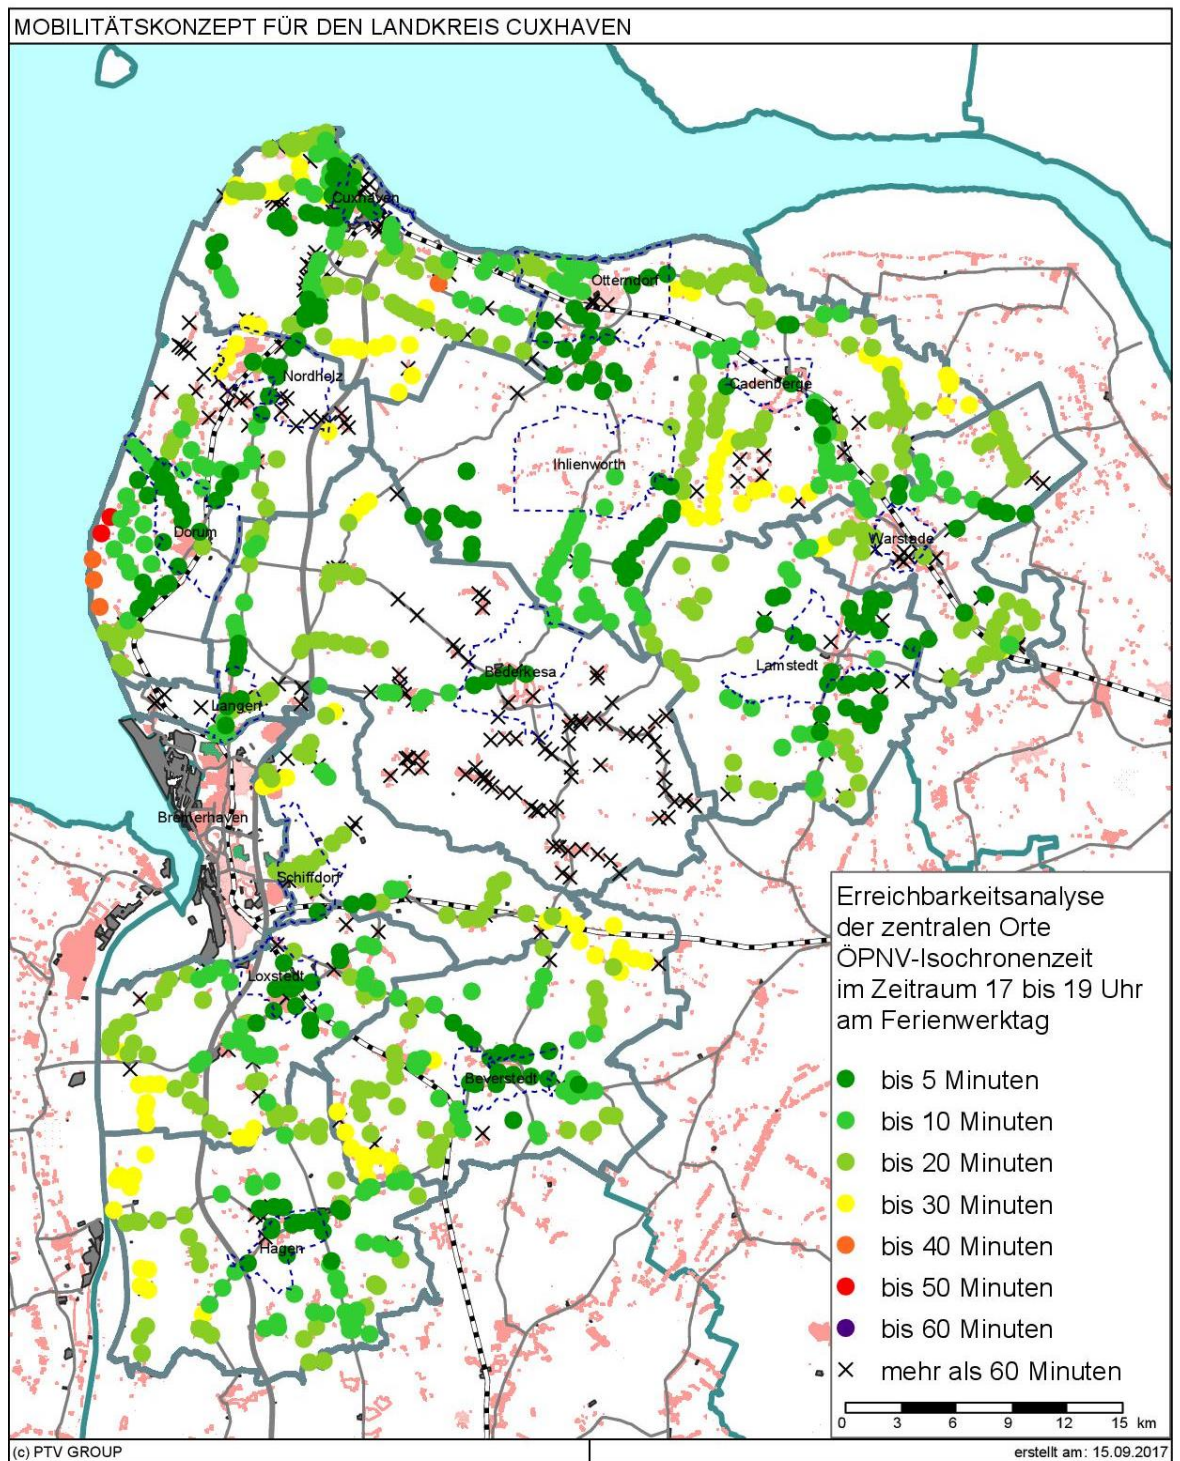 MOBILITÄTSKONZEPT FÜR DEN LANDKREIS CUXHAVEN
Cuxhaven
Otterndorf
Nordholz
Cadenberge
Ihlienworth
Dorum
Warstade
Lamstedt
Bederkesa
Langen
Bremerhaven
Schiffdorf
Loxstedt
Beverstedt
Hagen
Erreichbarkeitsanalyse
der zentralen Orte
ÖPNV-Isochronenzeit
im Zeitraum 17 bis 19 Uhr
am Ferienwerktag
bis 5 Minuten
bis 10 Minuten
bis 20 Minuten
bis 30 Minuten
bis 40 Minuten
bis 50 Minuten
bis 60 Minuten
mehr als 60 Minuten
0 3 6 9 12 15 km
(c) PTV GROUP
erstellt am: 15.09.2017